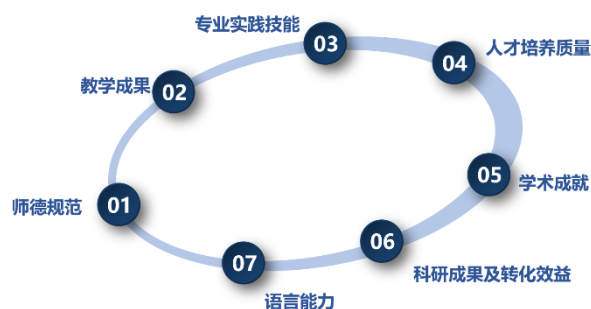 01
师德规范
02
教学成果
03
专业实践技能
04
人才培养质量
05
学术成就
06
科研成果及转化效益
07
语言能力